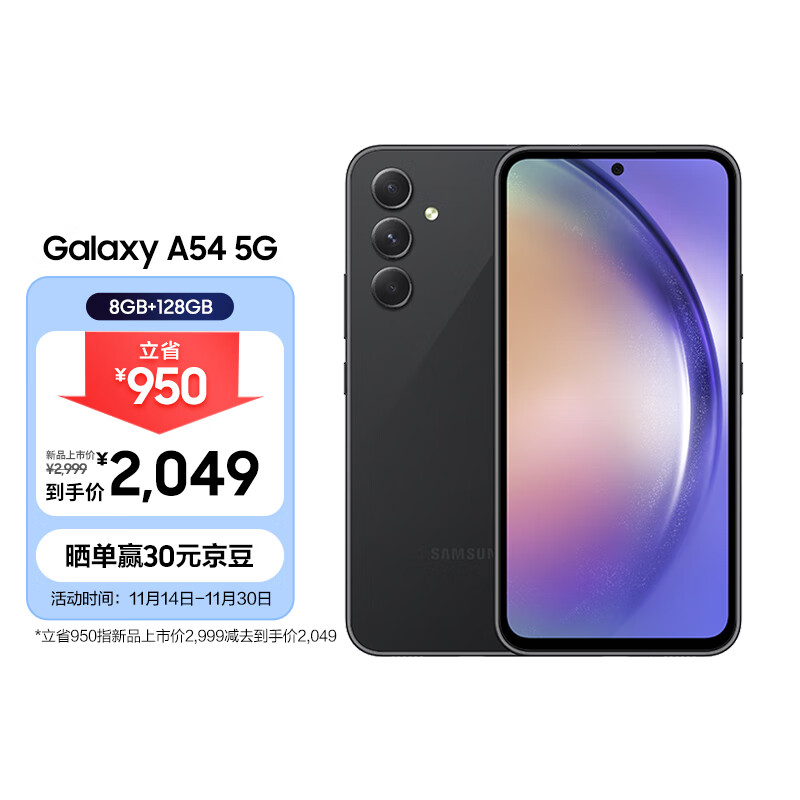 Galaxy A54 5G
8GB+128GB
立省
¥950
新品上市价
¥2,999
到手价
¥2,049
晒单赢30元京豆
活动时间：11月14日-11月30日
*立省950指新品上市价2,999减去到手价2,049
SAMSUN